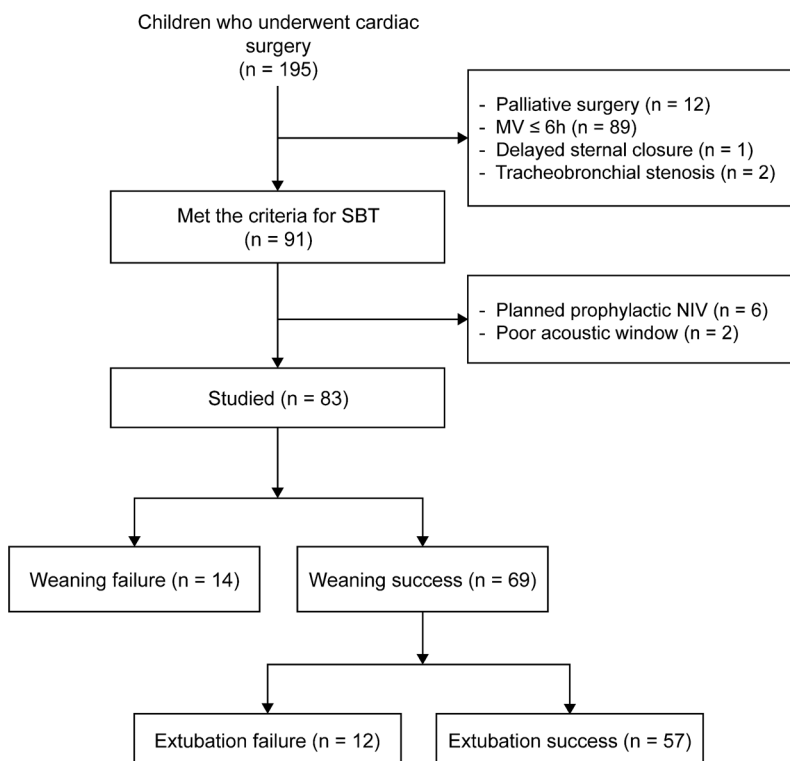 Children who underwent cardiac
surgery
(n = 195)
- Palliative surgery (n = 12)
- MV ≤ 6h (n = 89)
- Delayed sternal closure (n = 1)
- Tracheobronchial stenosis (n = 2)
Met the criteria for SBT
(n = 91)
- Planned prophylactic NIV (n = 6)
- Poor acoustic window (n = 2)
Studied (n = 83)
Weaning failure (n = 14)
Weaning success (n = 69)
Extubation failure (n = 12)
Extubation success (n = 57)